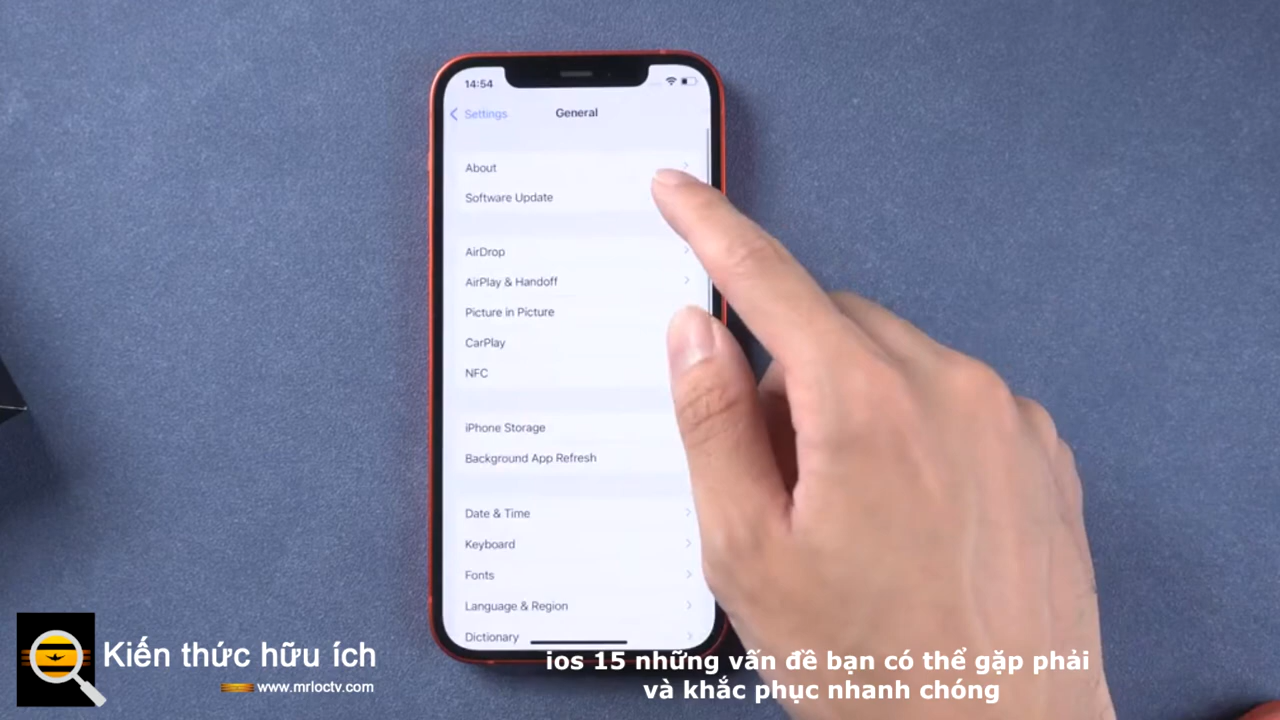 14:54
Settings
General
About
Software Update
AirDrop
AirPlay & Handoff
Picture in Picture
CarPlay
NFC
iPhone Storage
Background App Refresh
Date & Time
Keyboard
Fonts
Language & Region
Dictionary
Kiến thức hữu ích
www.mrloctv.com
ios 15 những vấn đề bạn có thể gặp phải
và khắc phục nhanh chóng